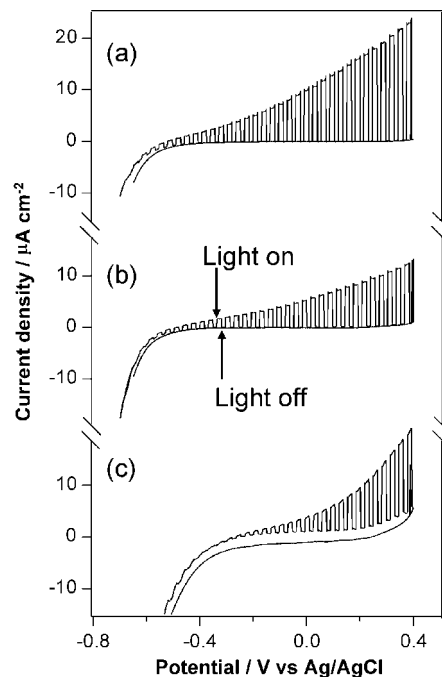 20
(a)
10
0
-10
(b)
10
Light on
0
Light off
-10
Current density / μA cm-2
(c)
10
0
-10
-0.8 -0.4 0.0 0.4
Potential / V vs Ag/AgCl